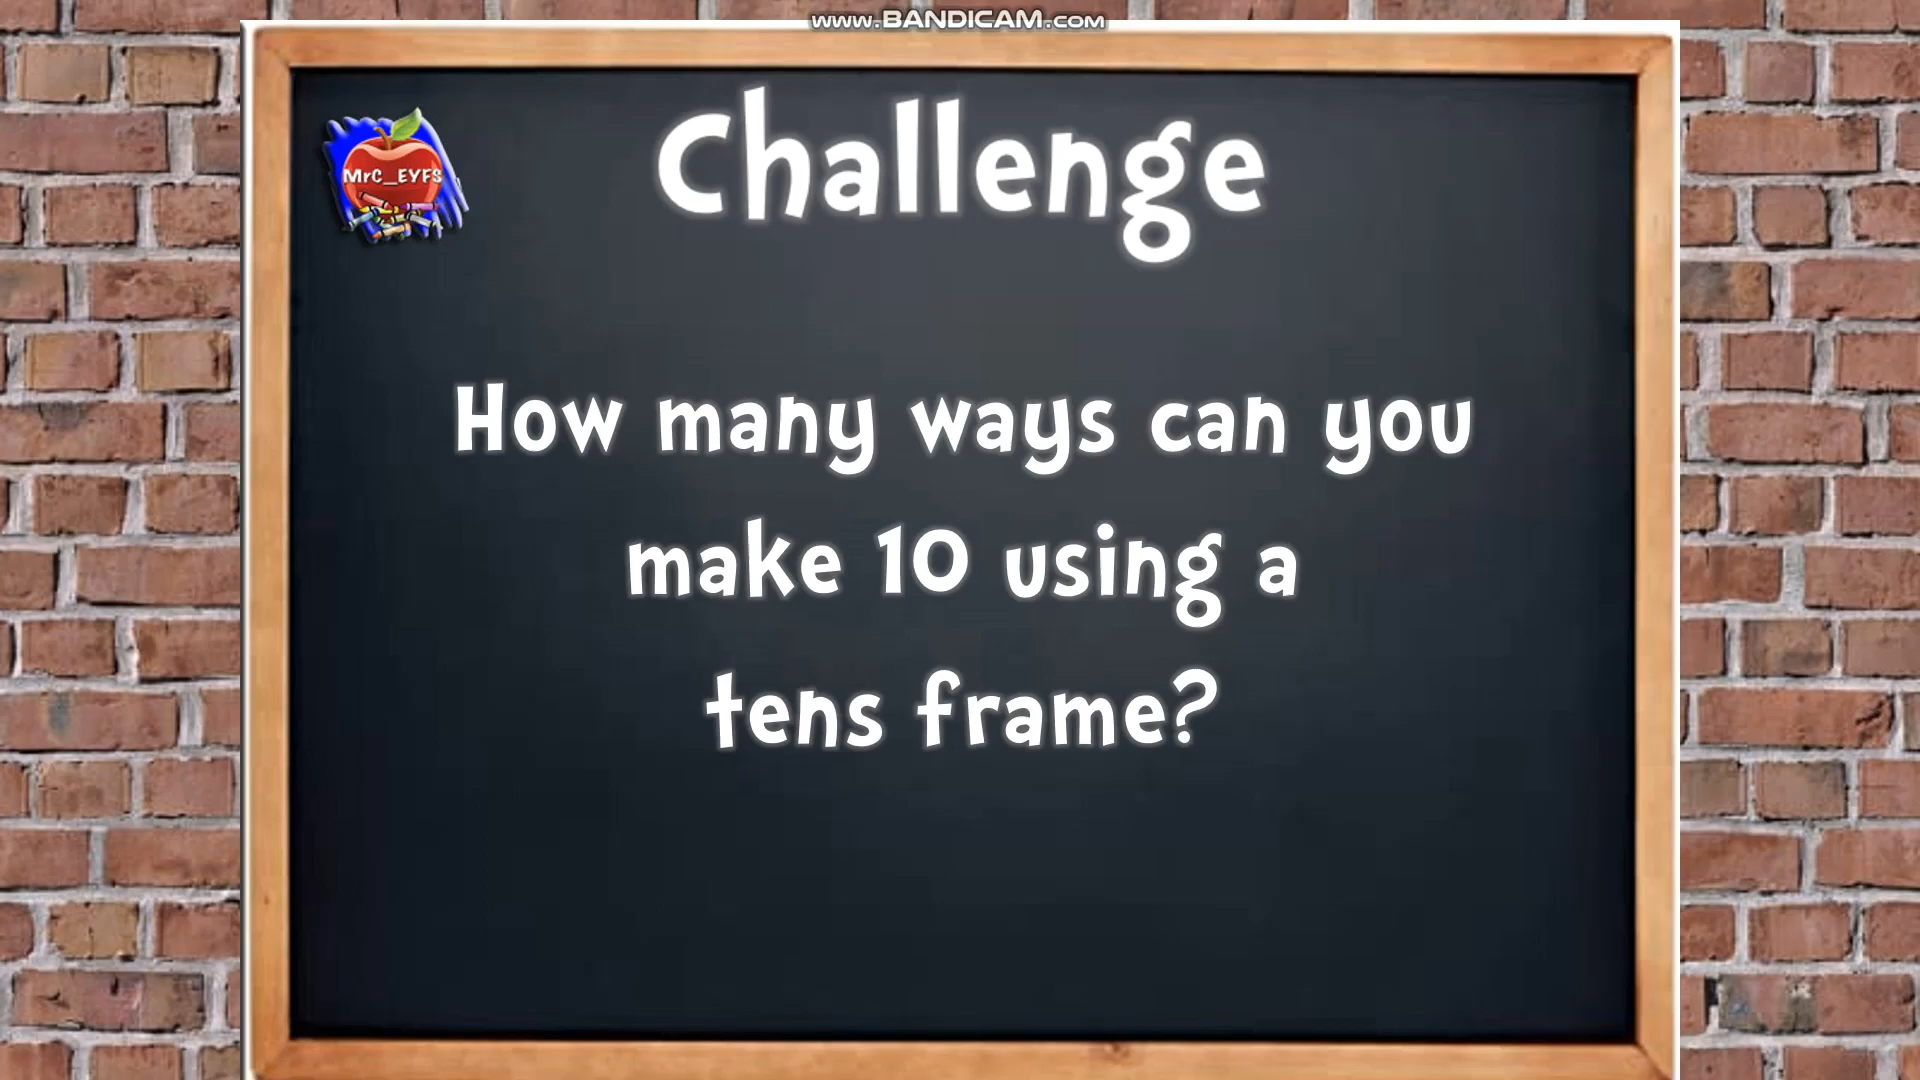 www.BANDICAM.com
MrC_EYFS
Challenge
How many ways can you
make 10 using a
tens frame?